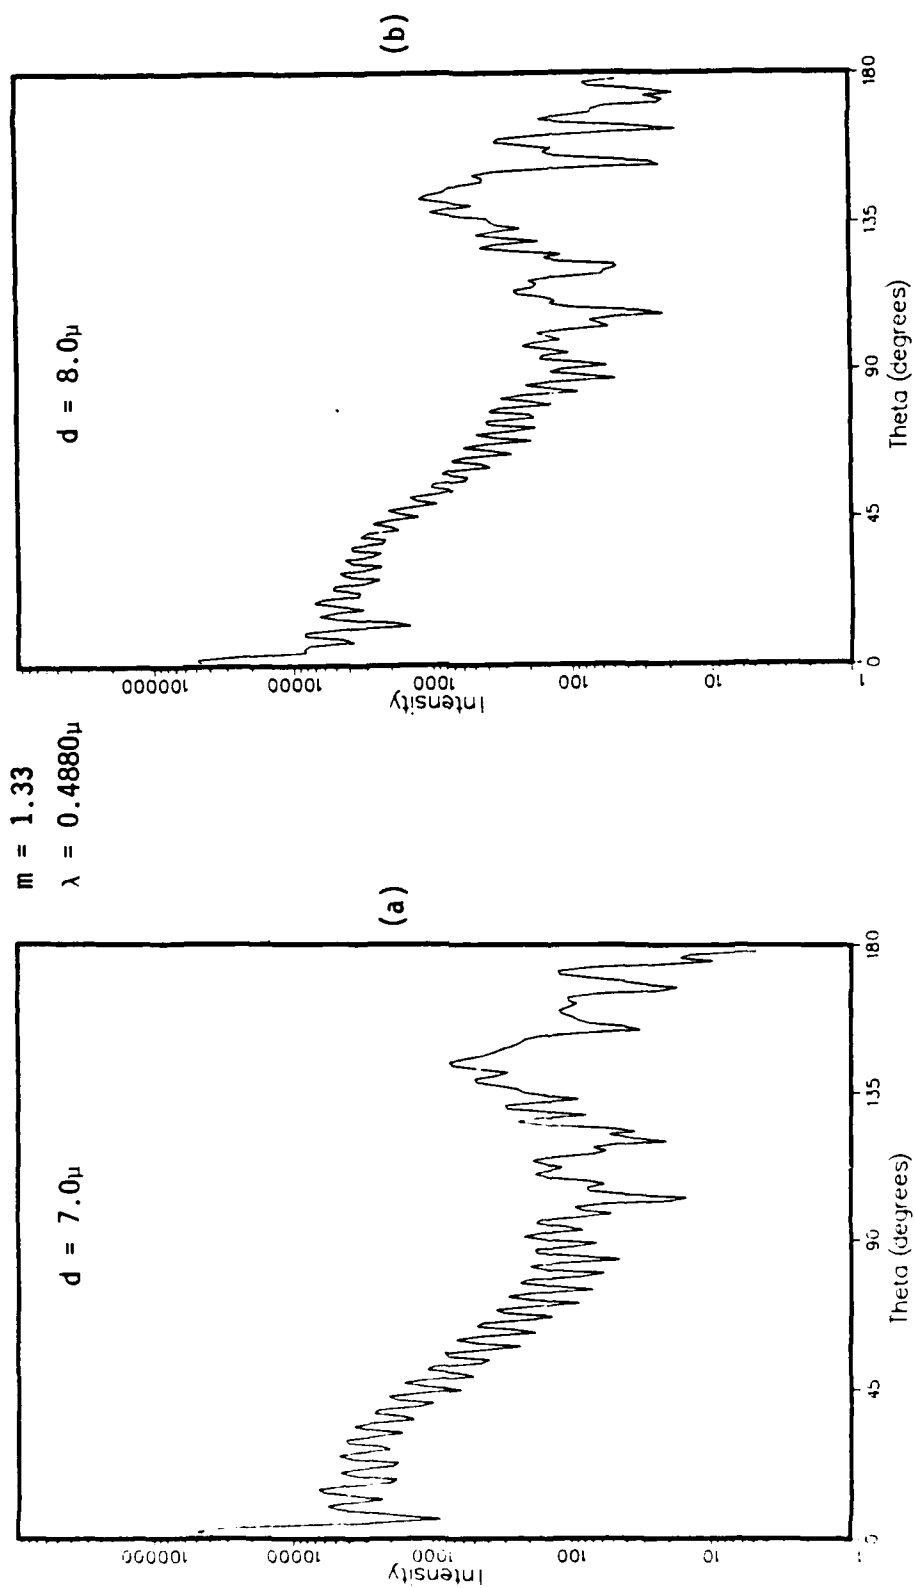 m = 1.33
λ = 0.4880μ
d = 7.0μ
Intensity
100000
10000
1000
100
10
1
0
45
90
135
180
Theta (degrees)
(a)
d = 8.0μ
Intensity
100000
10000
1000
100
10
1
0
45
90
135
180
Theta (degrees)
(b)